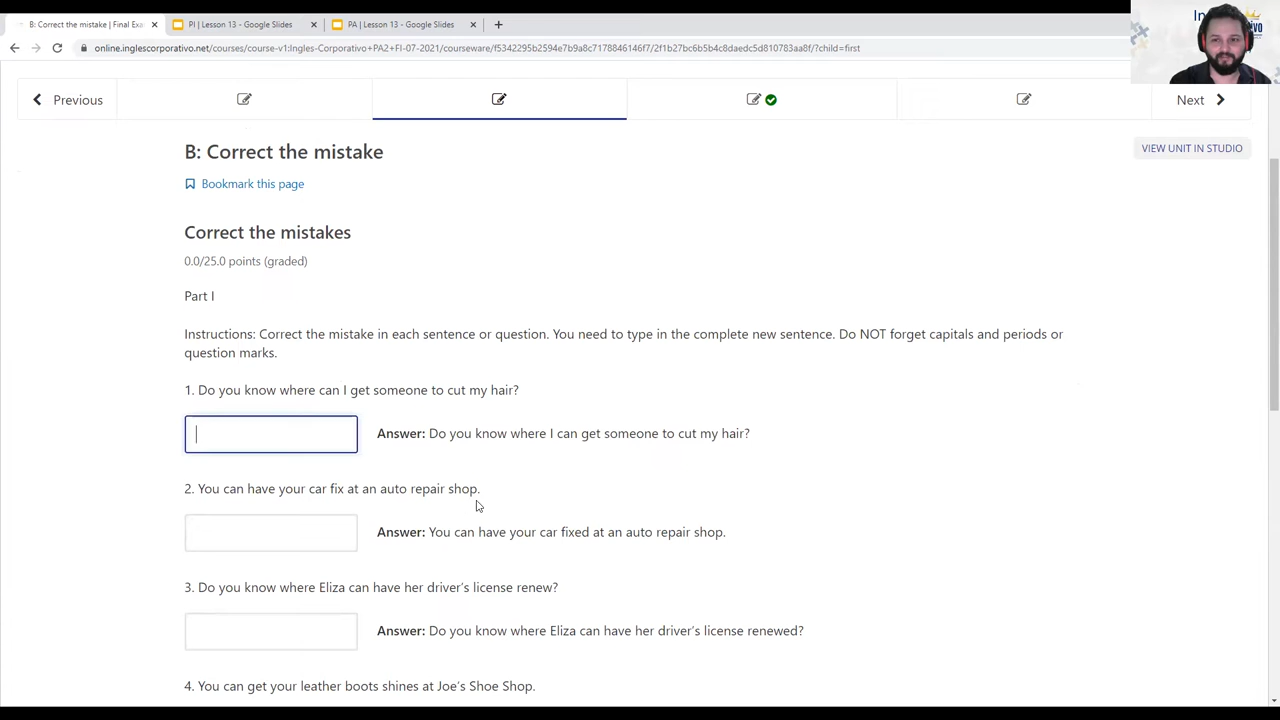 B: Correct the mistake | Final Exa
PI | Lesson 13 - Google Slides
PA | Lesson 13 - Google Slides
online.inglescorporativo.net/courses/course-v1:Ingles-Corporativo+PA2+FI-07-2021/courseware/f5342295b2594e7b9a8c7178846146f7/2f1b27bc6b5b4c8daedc5d810783aa8f/?child=first
Previous
Next
B: Correct the mistake
VIEW UNIT IN STUDIO
Bookmark this page
Correct the mistakes
0.0/25.0 points (graded)
Part I
Instructions: Correct the mistake in each sentence or question. You need to type in the complete new sentence. Do NOT forget capitals and periods or
question marks.
1. Do you know where can I get someone to cut my hair?
Answer: Do you know where I can get someone to cut my hair?
2. You can have your car fix at an auto repair shop.
Answer: You can have your car fixed at an auto repair shop.
3. Do you know where Eliza can have her driver's license renew?
Answer: Do you know where Eliza can have her driver's license renewed?
4. You can get your leather boots shines at Joe's Shoe Shop.